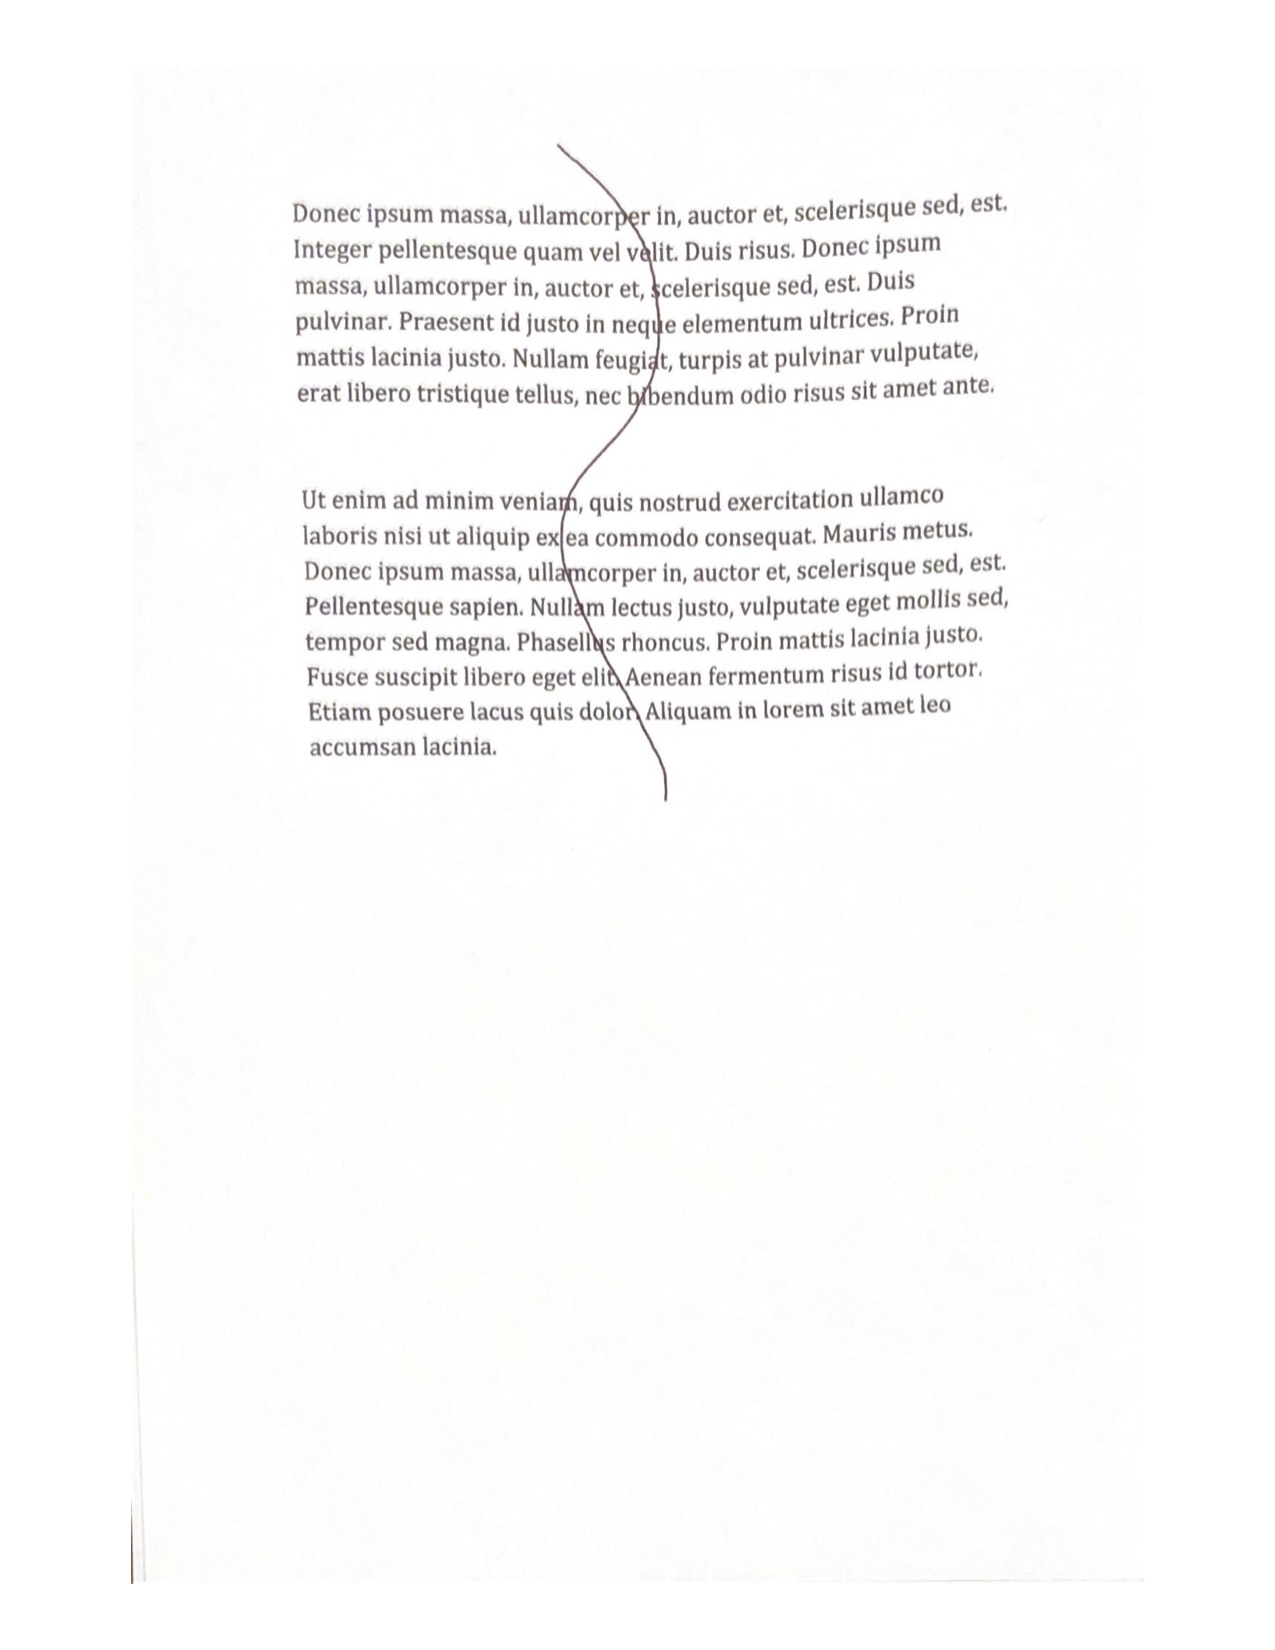 Donec ipsum massa, ullamcorper in, auctor et, scelerisque sed, est.
Integer pellentesque quam vel velit. Duis risus. Donec ipsum
massa, ullamcorper in, auctor et, scelerisque sed, est. Duis
pulvinar. Praesent id justo in neque elementum ultrices. Proin
mattis lacinia justo. Nullam feugiat, turpis at pulvinar vulputate,
erat libero tristique tellus, nec bibendum odio risus sit amet ante.
Ut enim ad minim veniam, quis nostrud exercitation ullamco
laboris nisi ut aliquip ex ea commodo consequat. Mauris metus.
Donec ipsum massa, ullamcorper in, auctor et, scelerisque sed, est.
Pellentesque sapien. Nullam lectus justo, vulputate eget mollis sed,
tempor sed magna. Phasellus rhoncus. Proin mattis lacinia justo.
Fusce suscipit libero eget elit. Aenean fermentum risus id tortor.
Etiam posuere lacus quis dolor. Aliquam in lorem sit amet leo
accumsan lacinia.